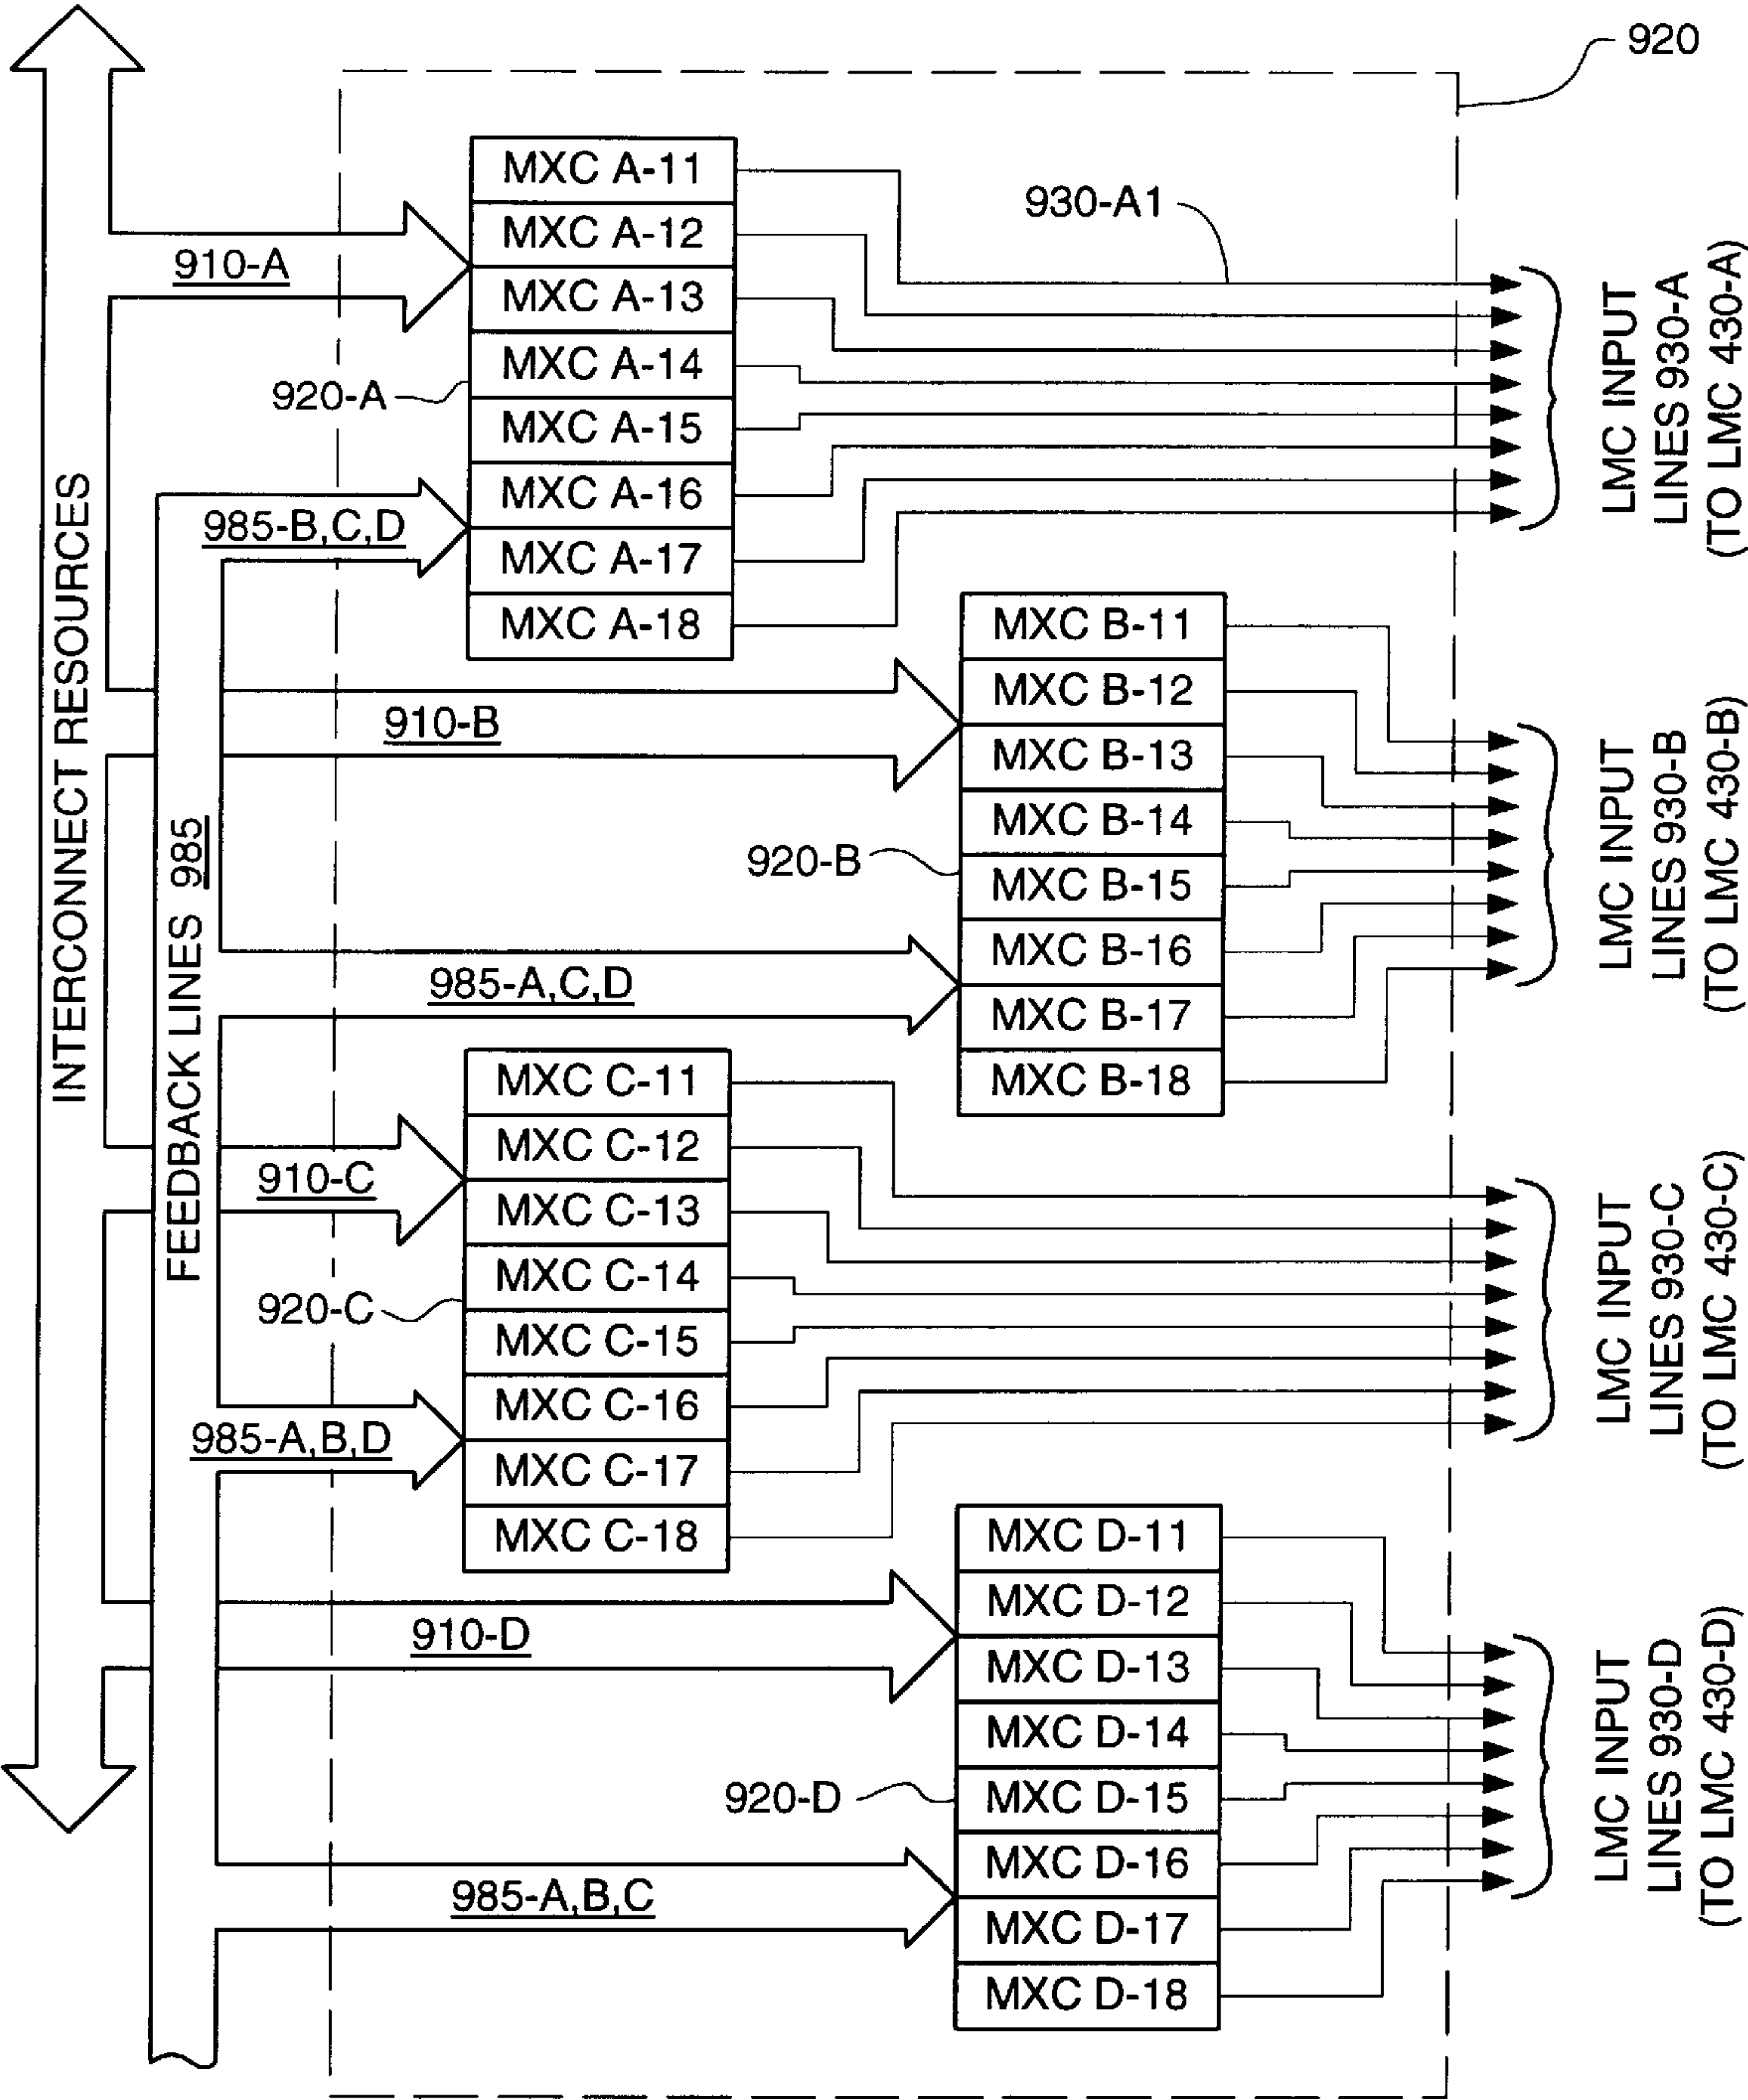 920
MXC A-11
MXC A-12
MXC A-13
MXC A-14
MXC A-15
MXC A-16
MXC A-17
MXC A-18
930-A1
910-A
920-A
985-B,C,D
LMC INPUT
LINES 930-A
(TO LMC 430-A)
INTERCONNECT RESOURCES
FEEDBACK LINES 985
MXC B-11
MXC B-12
MXC B-13
MXC B-14
MXC B-15
MXC B-16
MXC B-17
MXC B-18
910-B
920-B
985-A,C,D
LMC INPUT
LINES 930-B
(TO LMC 430-B)
MXC C-11
MXC C-12
MXC C-13
MXC C-14
MXC C-15
MXC C-16
MXC C-17
MXC C-18
910-C
920-C
985-A,B,D
LMC INPUT
LINES 930-C
(TO LMC 430-C)
MXC D-11
MXC D-12
MXC D-13
MXC D-14
MXC D-15
MXC D-16
MXC D-17
MXC D-18
910-D
920-D
985-A,B,C
LMC INPUT
LINES 930-D
(TO LMC 430-D)